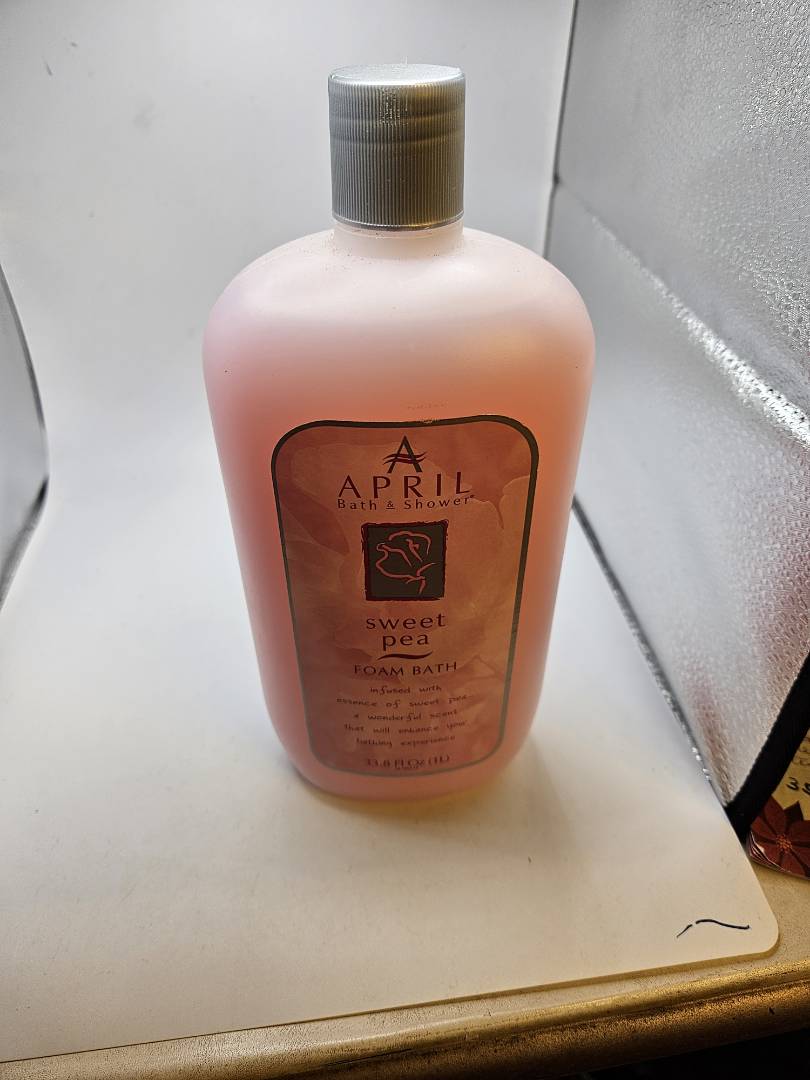 A
APRIL
Bath & Shower®
sweet
pea
FOAM BATH
infused with
essence of sweet pea...
a wonderful scent
that will enhance your
bathing experience
33.8 Fl Oz (1L)